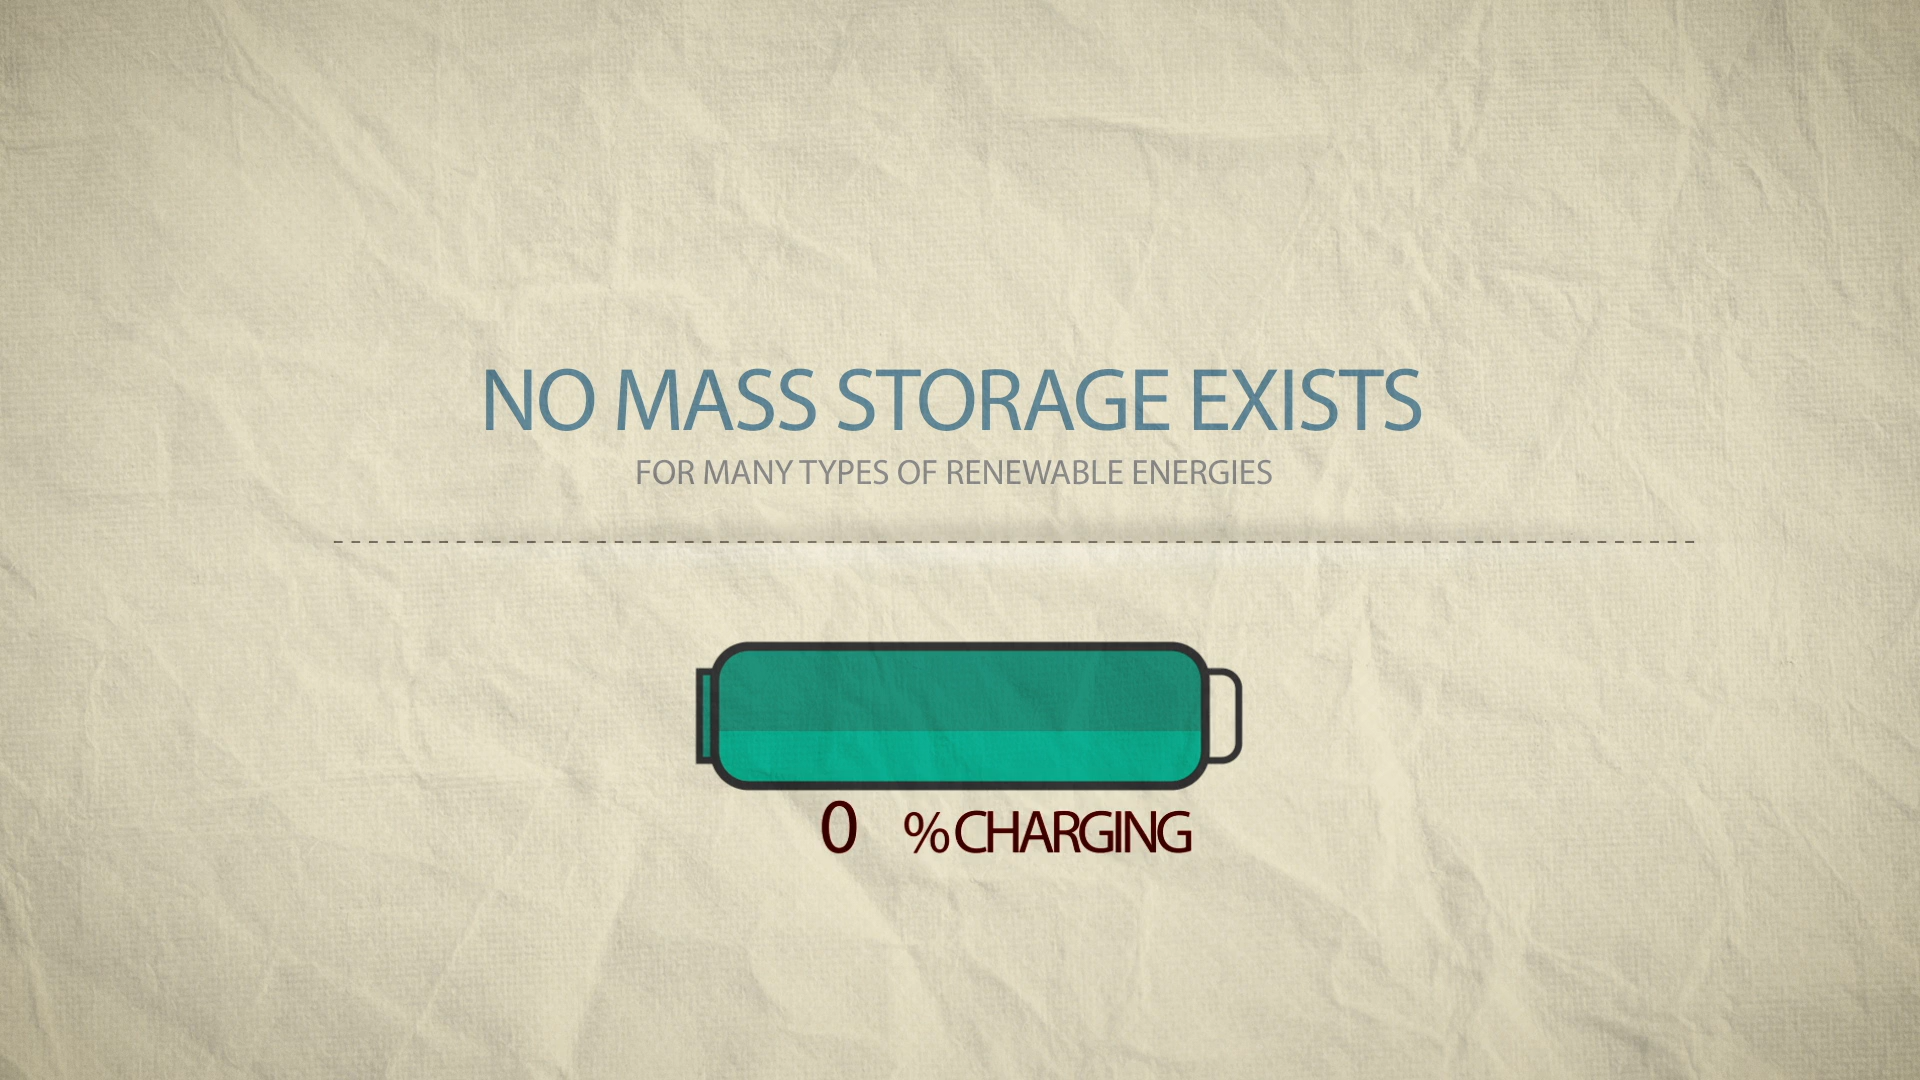 NO MASS STORAGE EXISTS
FOR MANY TYPES OF RENEWABLE ENERGIES
0 % CHARGING